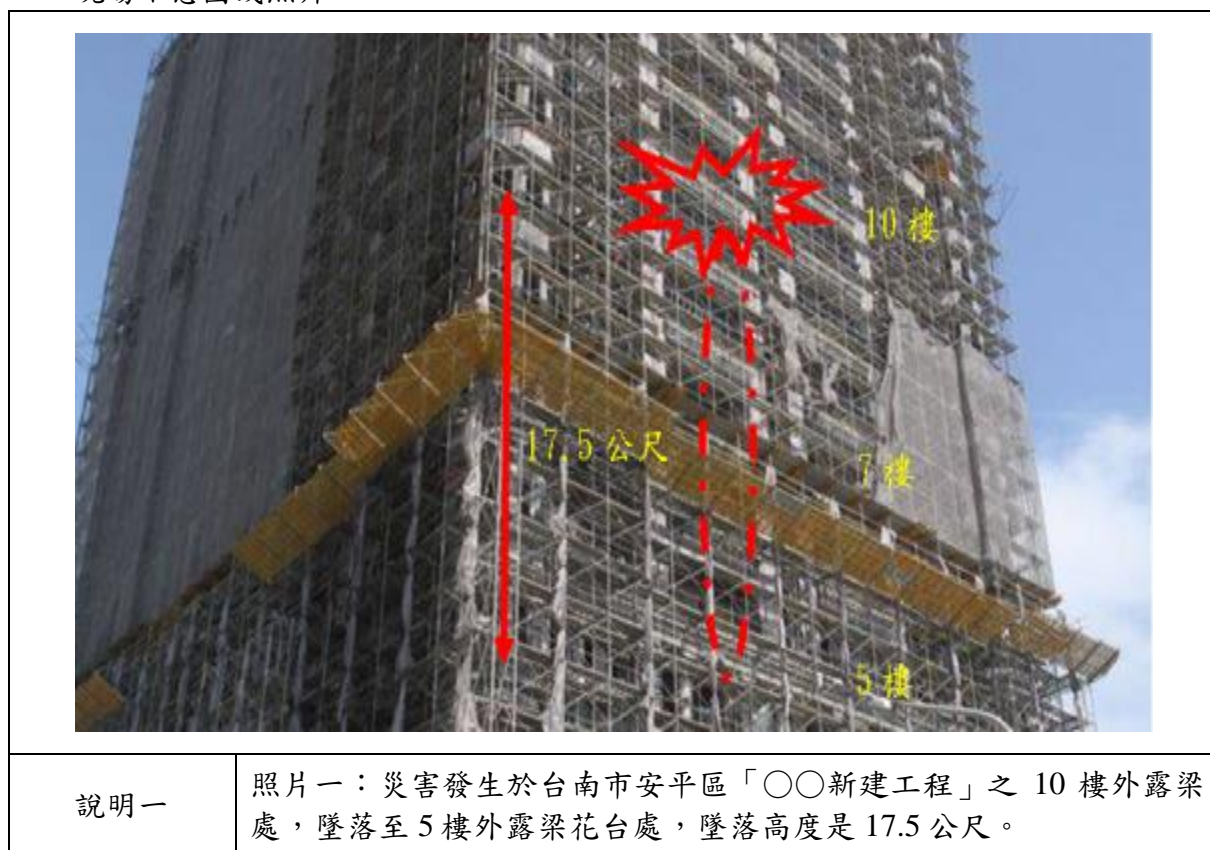 10 樓
17.5 公尺
7 樓
5 樓
說明一
照片一：災害發生於台南市安平區「○○新建工程」之 10 樓外露梁
處，墜落至 5 樓外露梁花台處，墜落高度是 17.5 公尺。